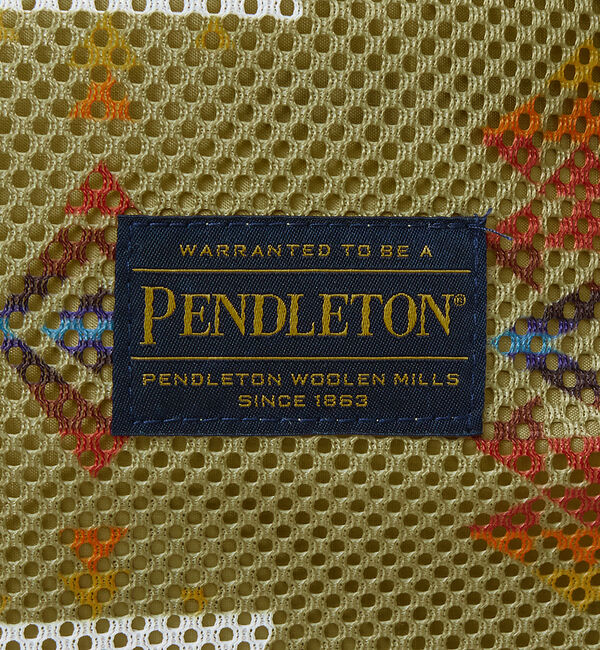 WARRANTED TO BE A
PENDLETON®
PENDLETON WOOLEN MILLS
SINCE 1863